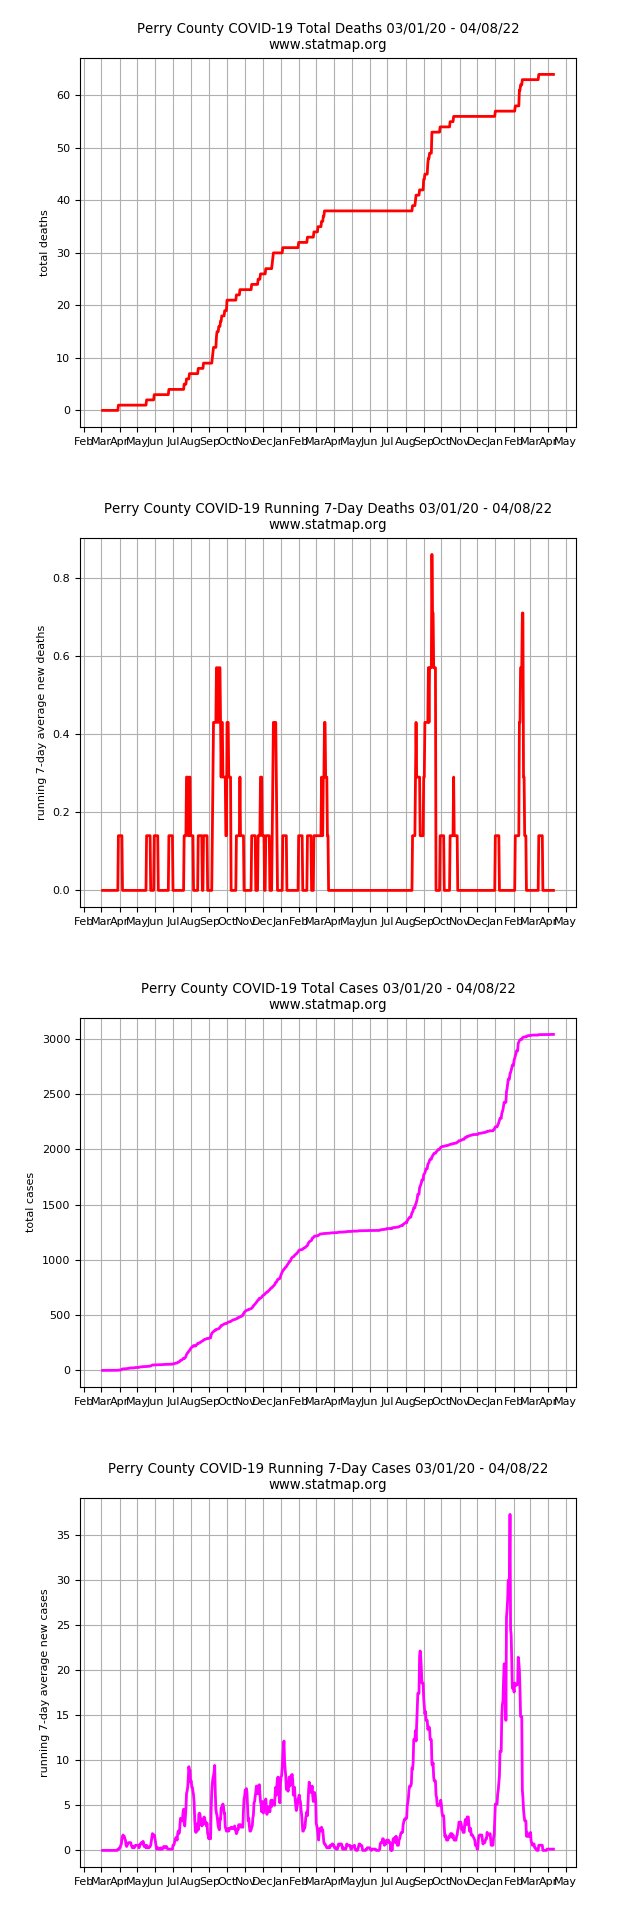 Perry County COVID-19 Total Deaths 03/01/20 - 04/08/22
www.statmap.org
total deaths
60
50
40
30
20
10
0
Feb Mar Apr May Jun Jul Aug Sep Oct Nov Dec Jan Feb Mar Apr May Jun Jul Aug Sep Oct Nov Dec Jan Feb Mar Apr May
Perry County COVID-19 Running 7-Day Deaths 03/01/20 - 04/08/22
www.statmap.org
running 7-day average new deaths
0.8
0.6
0.4
0.2
0.0
Feb Mar Apr May Jun Jul Aug Sep Oct Nov Dec Jan Feb Mar Apr May Jun Jul Aug Sep Oct Nov Dec Jan Feb Mar Apr May
Perry County COVID-19 Total Cases 03/01/20 - 04/08/22
www.statmap.org
total cases
3000
2500
2000
1500
1000
500
0
Feb Mar Apr May Jun Jul Aug Sep Oct Nov Dec Jan Feb Mar Apr May Jun Jul Aug Sep Oct Nov Dec Jan Feb Mar Apr May
Perry County COVID-19 Running 7-Day Cases 03/01/20 - 04/08/22
www.statmap.org
running 7-day average new cases
35
30
25
20
15
10
5
0
Feb Mar Apr May Jun Jul Aug Sep Oct Nov Dec Jan Feb Mar Apr May Jun Jul Aug Sep Oct Nov Dec Jan Feb Mar Apr May